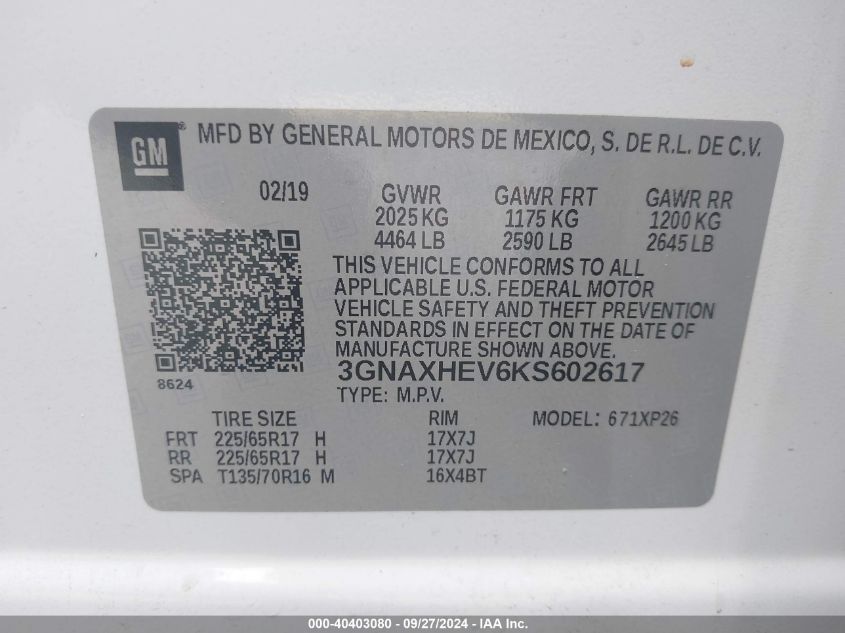 GM ® MFD BY GENERAL MOTORS DE MEXICO, S. DE R.L. DE C.V.
02/19 GVWR GAWR FRT GAWR RR
2025 KG 1175 KG 1200 KG
4464 LB 2590 LB 2645 LB
THIS VEHICLE CONFORMS TO ALL
APPLICABLE U.S. FEDERAL MOTOR
VEHICLE SAFETY AND THEFT PREVENTION
STANDARDS IN EFFECT ON THE DATE OF
MANUFACTURE SHOWN ABOVE.
8624 3GNAXHEV6KS602617
TYPE: M.P.V.
TIRE SIZE RIM MODEL: 671XP26
FRT 225/65R17 H 17X7J
RR 225/65R17 H 17X7J
SPA T135/70R16 M 16X4BT
000-40403080 - 09/27/2024 - IAA Inc.